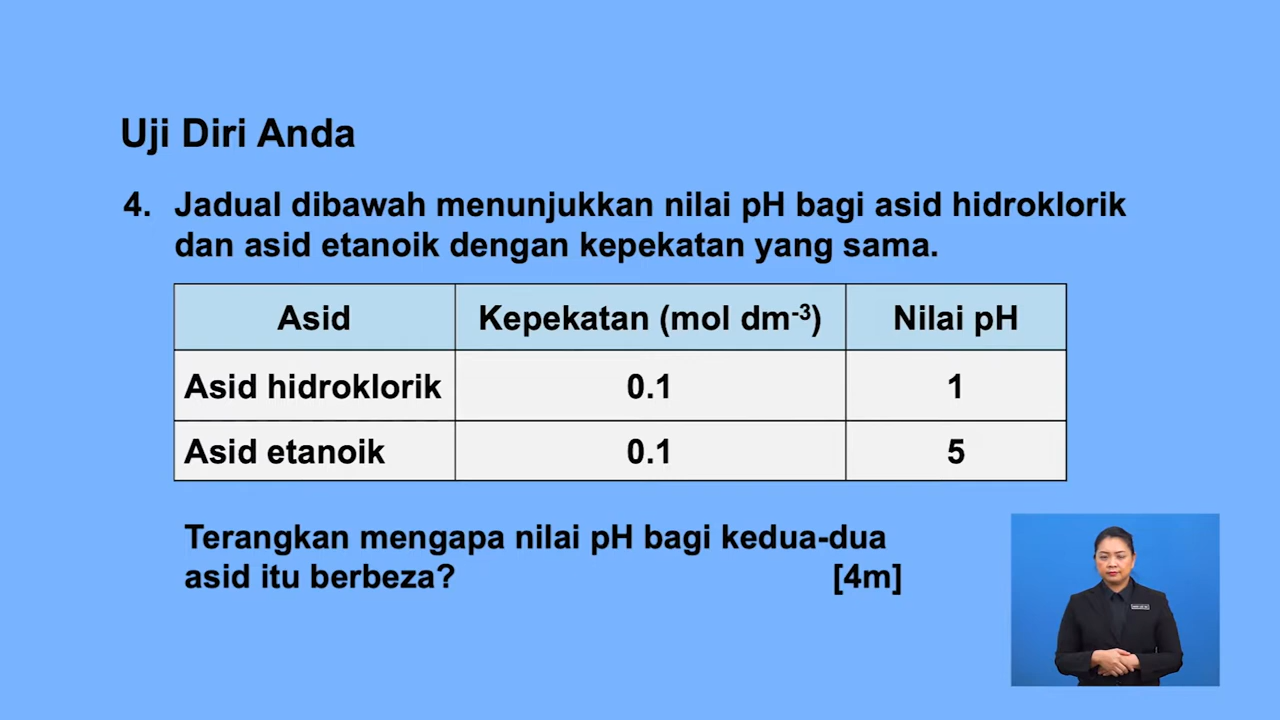 Uji Diri Anda
4. Jadual dibawah menunjukkan nilai pH bagi asid hidroklorik
dan asid etanoik dengan kepekatan yang sama.
Asid Kepekatan (mol dm⁻³) Nilai pH
Asid hidroklorik 0.1 1
Asid etanoik 0.1 5
Terangkan mengapa nilai pH bagi kedua-dua
asid itu berbeza? [4m]